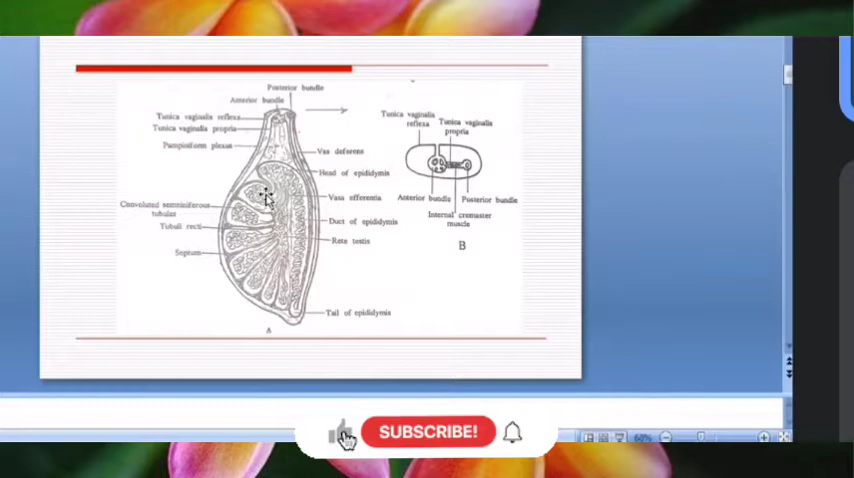 Posterior bundle
Anterior bundle
Tunica vaginalis reflexa
Tunica vaginalis propria
Pampiniform plexus
Vas deferens
Head of epididymis
Vasa efferentia
Convoluted seminiferous
tubules
Duct of epididymis
Tubuli recti
Rete testis
Septum
Tail of epididymis
A
Tunica vaginalis
reflexa
Tunica vaginalis
propria
Anterior bundle
Posterior bundle
Internal cremaster
muscle
B
SUBSCRIBE!
60%